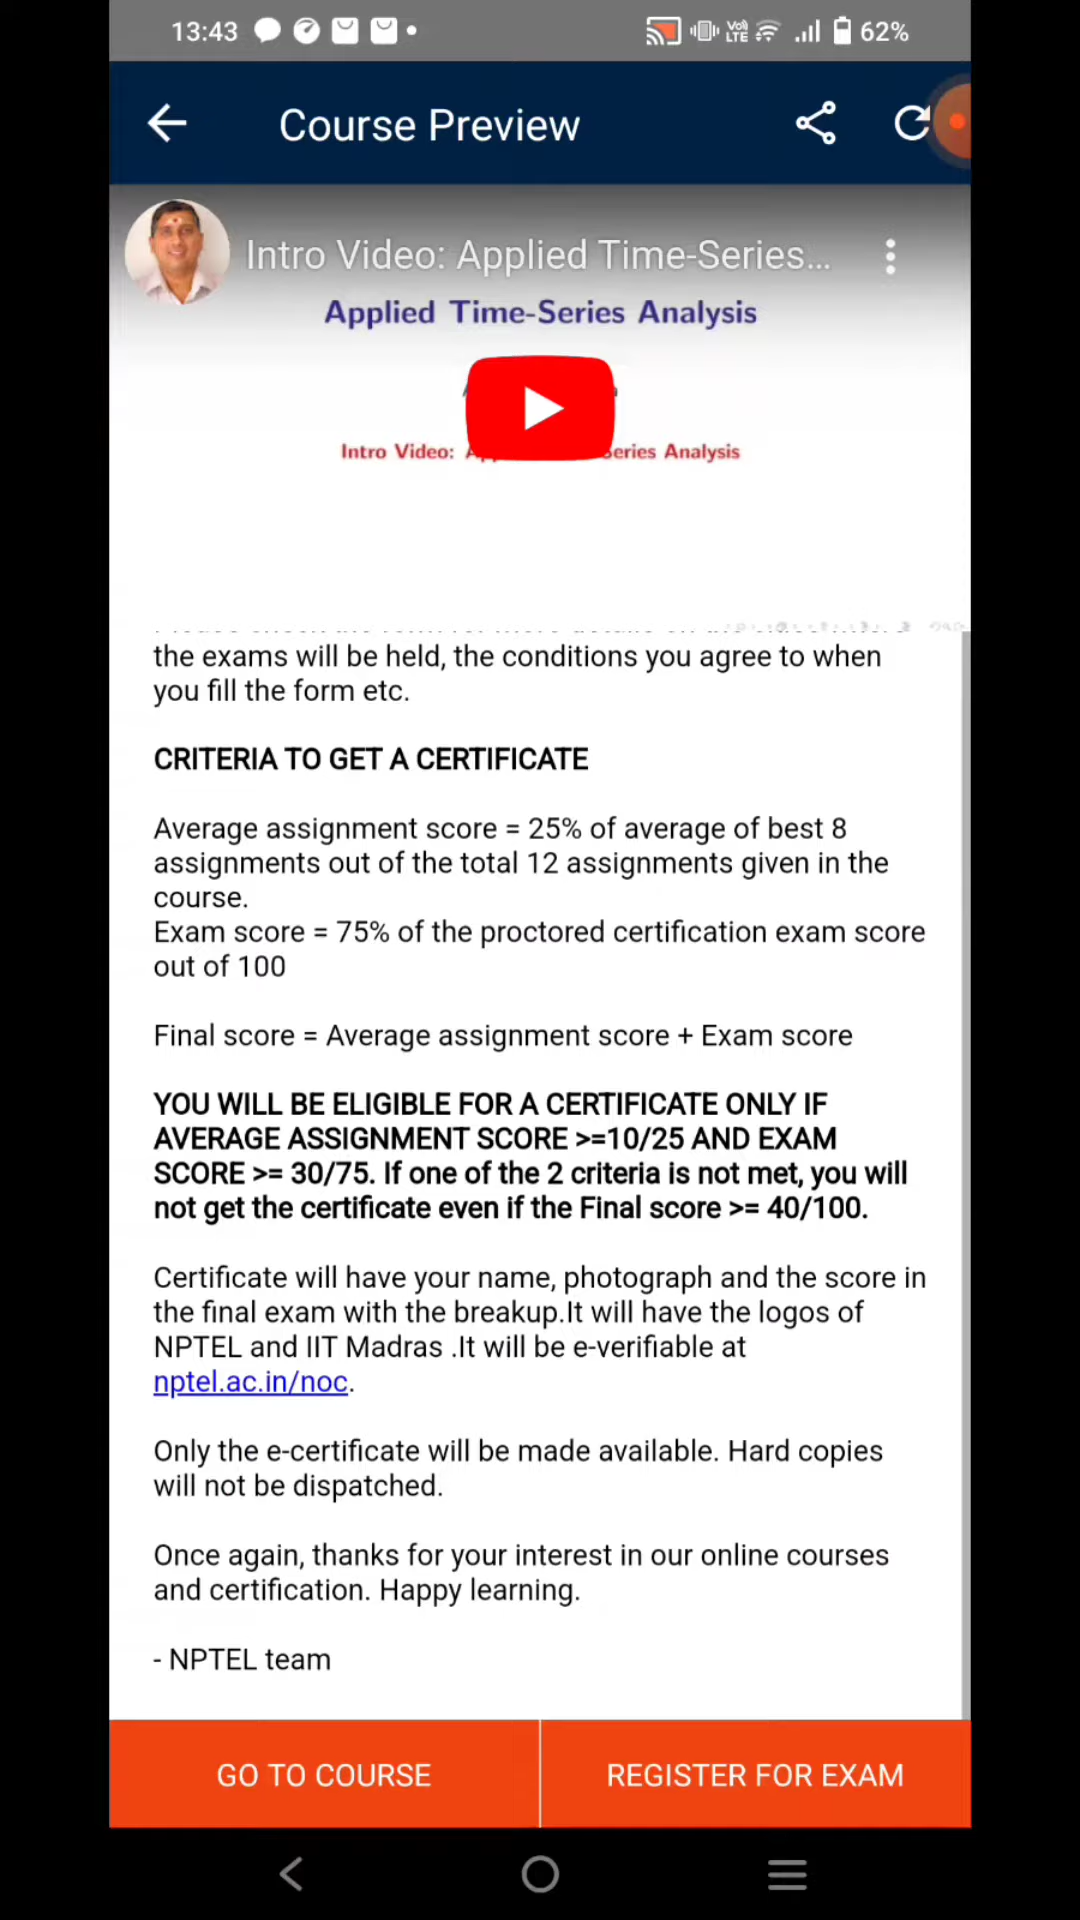 13:43
Vo) LTE
62%
Course Preview
Intro Video: Applied Time-Series...
Applied Time-Series Analysis
Intro Video: Series Analysis
the exams will be held, the conditions you agree to when
you fill the form etc.
CRITERIA TO GET A CERTIFICATE
Average assignment score = 25% of average of best 8
assignments out of the total 12 assignments given in the
course.
Exam score = 75% of the proctored certification exam score
out of 100
Final score = Average assignment score + Exam score
YOU WILL BE ELIGIBLE FOR A CERTIFICATE ONLY IF
AVERAGE ASSIGNMENT SCORE >=10/25 AND EXAM
SCORE >= 30/75. If one of the 2 criteria is not met, you will
not get the certificate even if the Final score >= 40/100.
Certificate will have your name, photograph and the score in
the final exam with the breakup.It will have the logos of
NPTEL and IIT Madras .It will be e-verifiable at
nptel.ac.in/noc.
Only the e-certificate will be made available. Hard copies
will not be dispatched.
Once again, thanks for your interest in our online courses
and certification. Happy learning.
- NPTEL team
GO TO COURSE
REGISTER FOR EXAM